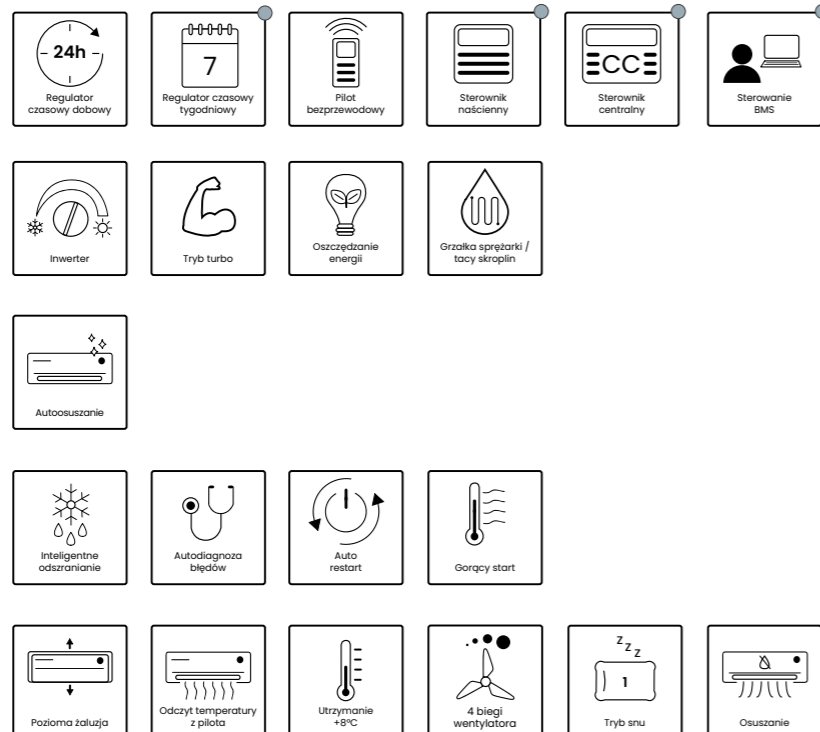 24h
Regulator
czasowy dobowy
7
Regulator czasowy
tygodniowy
Pilot
bezprzewodowy
Sterownik
naścienny
CC
Sterownik
centralny
Sterowanie
BMS
Inwerter
Tryb turbo
Oszczędzanie
energii
Grzałka sprężarki /
tacy skroplin
Autoosuszanie
Inteligentne
odszranianie
Autodiagnoza
błędów
Auto
restart
Gorący start
Pozioma żaluzja
Odczyt temperatury
z pilota
Utrzymanie
+8°C
4 biegi
wentylatora
z z z
1
Tryb snu
Osuszanie